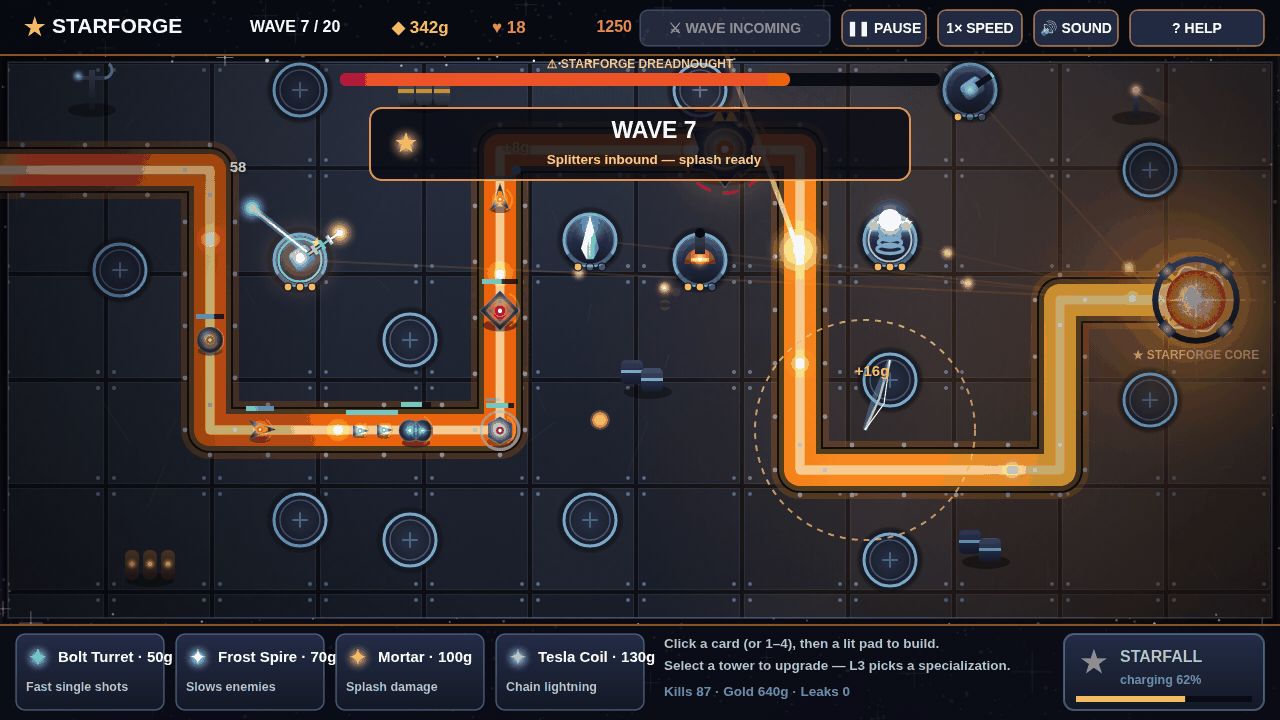 STARFORGE
WAVE 7 / 20
◆ 342g
♥ 18
1250
⚔ WAVE INCOMING
❚❚ PAUSE
1× SPEED
🔊 SOUND
? HELP
⚠ STARFORGE DREADNOUGHT
WAVE 7
Splitters inbound — splash ready
+8g
58
+16g
★ STARFORGE CORE
Bolt Turret · 50g
Fast single shots
Frost Spire · 70g
Slows enemies
Mortar · 100g
Splash damage
Tesla Coil · 130g
Chain lightning
Click a card (or 1–4), then a lit pad to build.
Select a tower to upgrade — L3 picks a specialization.
Kills 87 · Gold 640g · Leaks 0
STARFALL
charging 62%